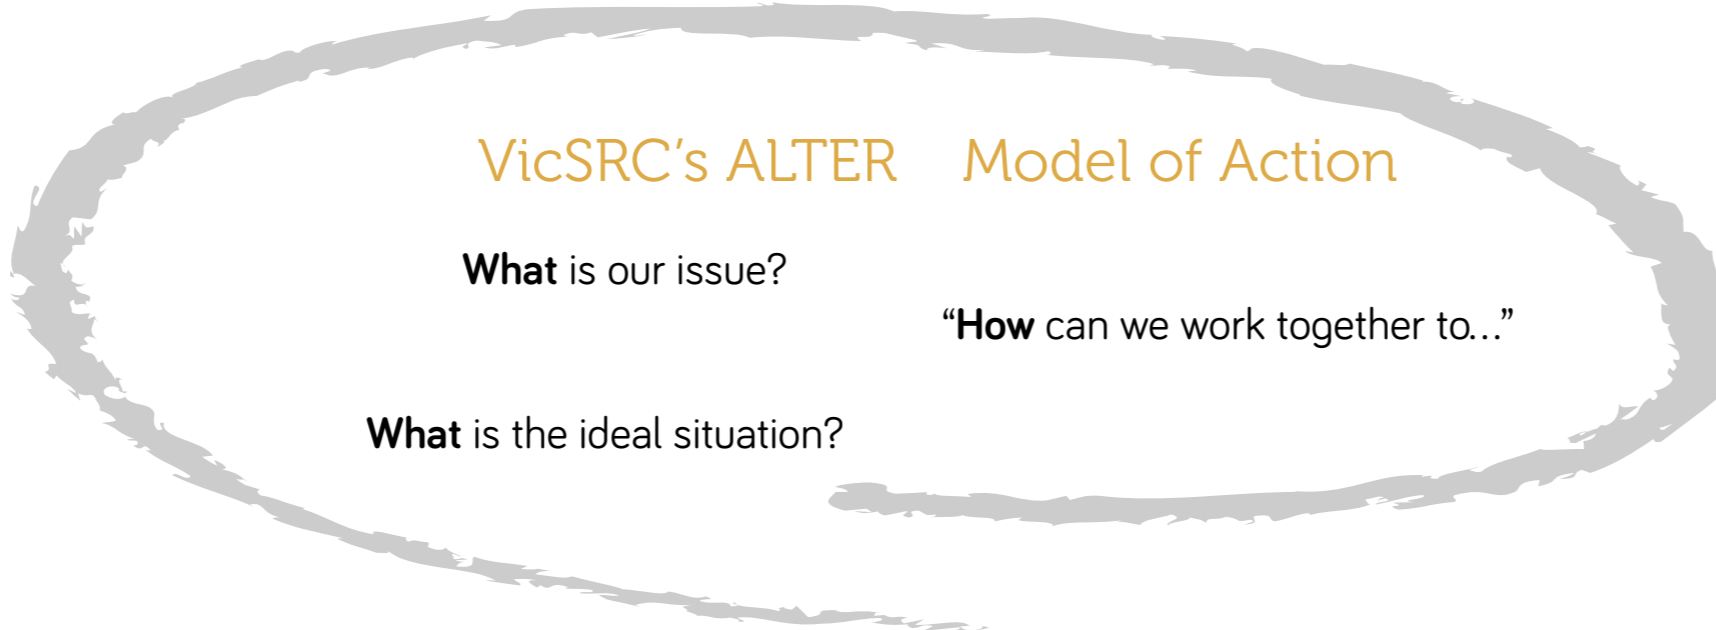 VicSRC’s ALTER Model of Action
What is our issue?
“How can we work together to...”
What is the ideal situation?